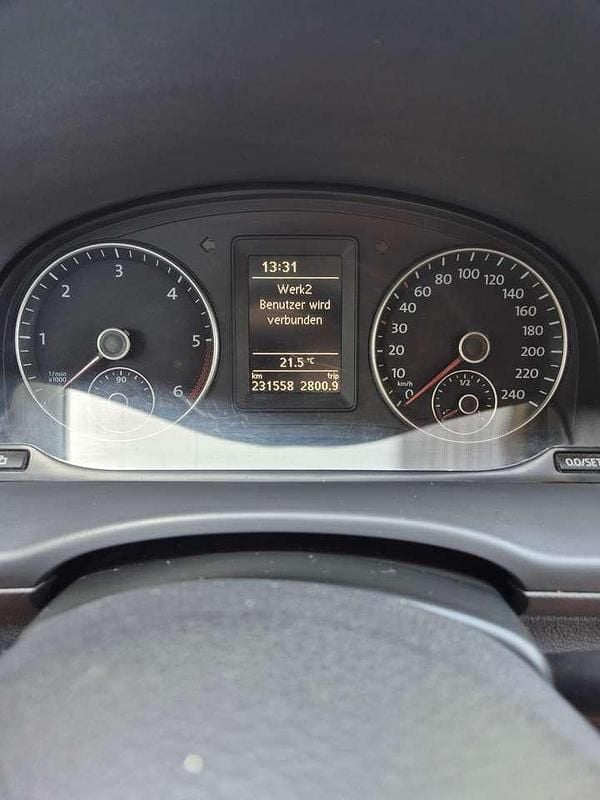 13:31
Werk2
Benutzer wird
verbunden
21.5 °C
km trip
231558 2800.9
1 2 3 4 5 6
1/min
x1000
90
0 10 20 30 40 60 80 100 120 140 160 180 200 220 240
km/h
1/2
0.0/SET